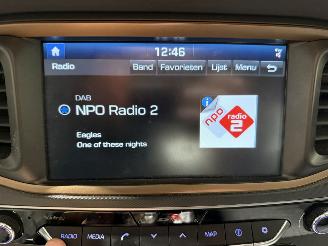 12:46
Radio Band Favorieten Lijst Menu
DAB
NPO Radio 2
Eagles
One of these nights
npo radio 2
RADIO MEDIA MAP